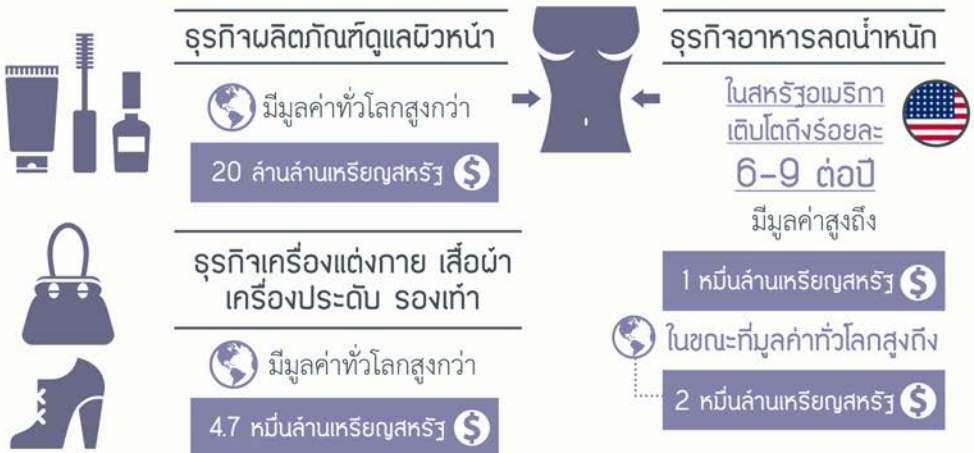 ธุรกิจผลิตภัณฑ์ดูแลผิวหน้า
มีมูลค่าทั่วโลกสูงกว่า
20 ล้านล้านเหรียญสหรัฐ $
ธุรกิจเครื่องแต่งกาย เสื้อผ้า
เครื่องประดับ รองเท้า
มีมูลค่าทั่วโลกสูงกว่า
4.7 หมื่นล้านเหรียญสหรัฐ $
ธุรกิจอาหารลดน้ำหนัก
ในสหรัฐอเมริกา
เติบโตถึงร้อยละ
6-9 ต่อปี
มีมูลค่าสูงถึง
1 หมื่นล้านเหรียญสหรัฐ $
ในขณะที่มูลค่าทั่วโลกสูงถึง
2 หมื่นล้านเหรียญสหรัฐ $